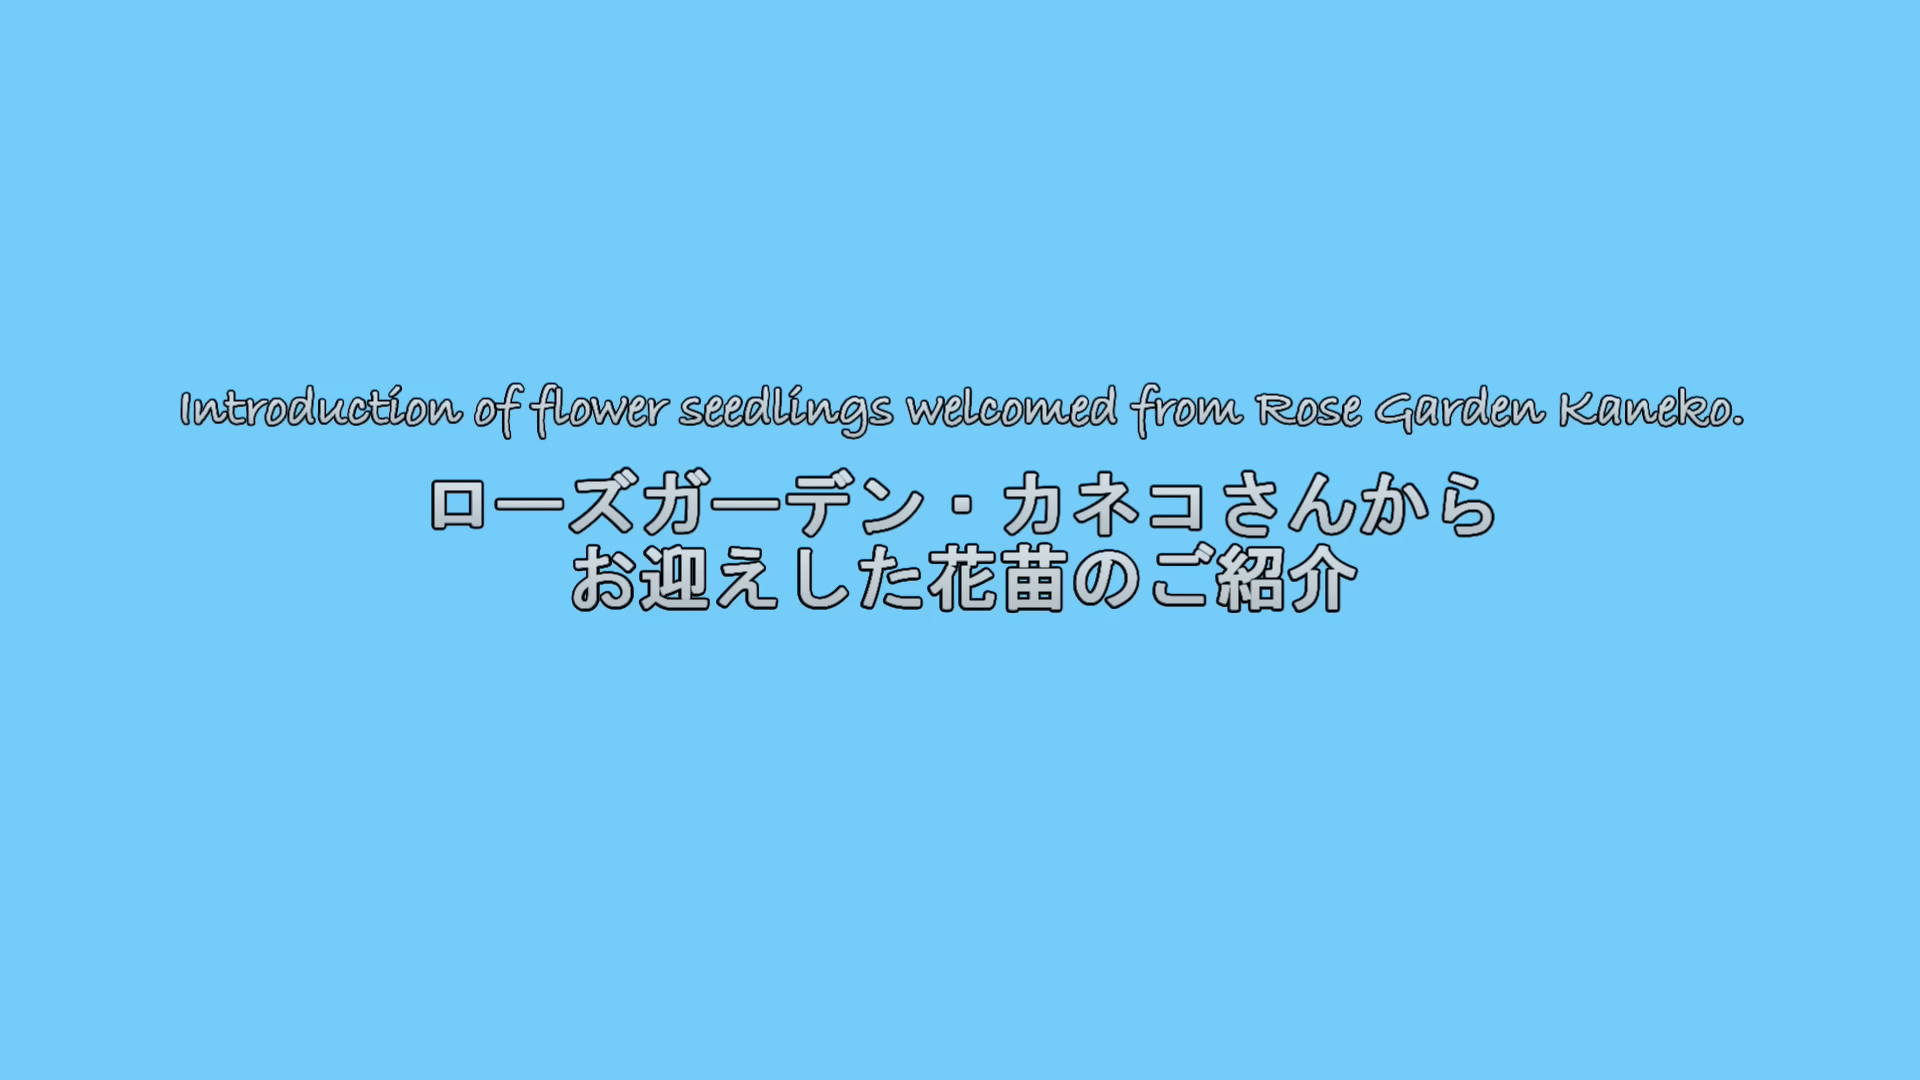 Introduction of flower seedlings welcomed from Rose Garden Kaneko.
ローズガーデン・カネコさんから
お迎えした花苗のご紹介